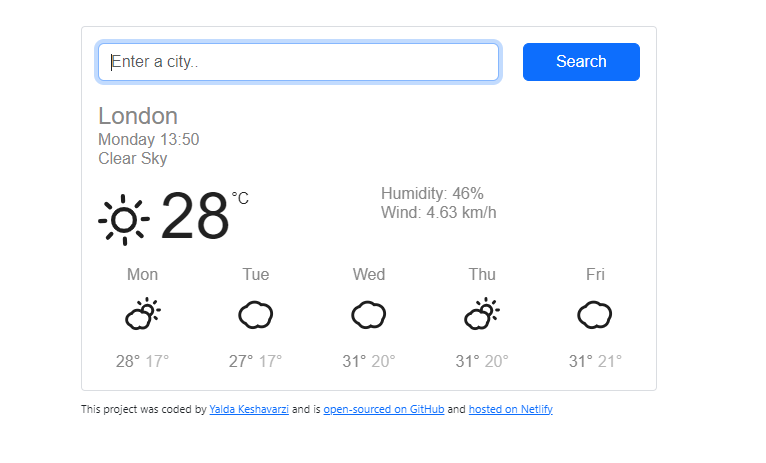 Enter a city..
Search
London
Monday 13:50
Clear Sky
28 °C
Humidity: 46%
Wind: 4.63 km/h
Mon Tue Wed Thu Fri
28° 17° 27° 17° 31° 20° 31° 20° 31° 21°
This project was coded by Yalda Keshavarzi and is open-sourced on GitHub and hosted on Netlify